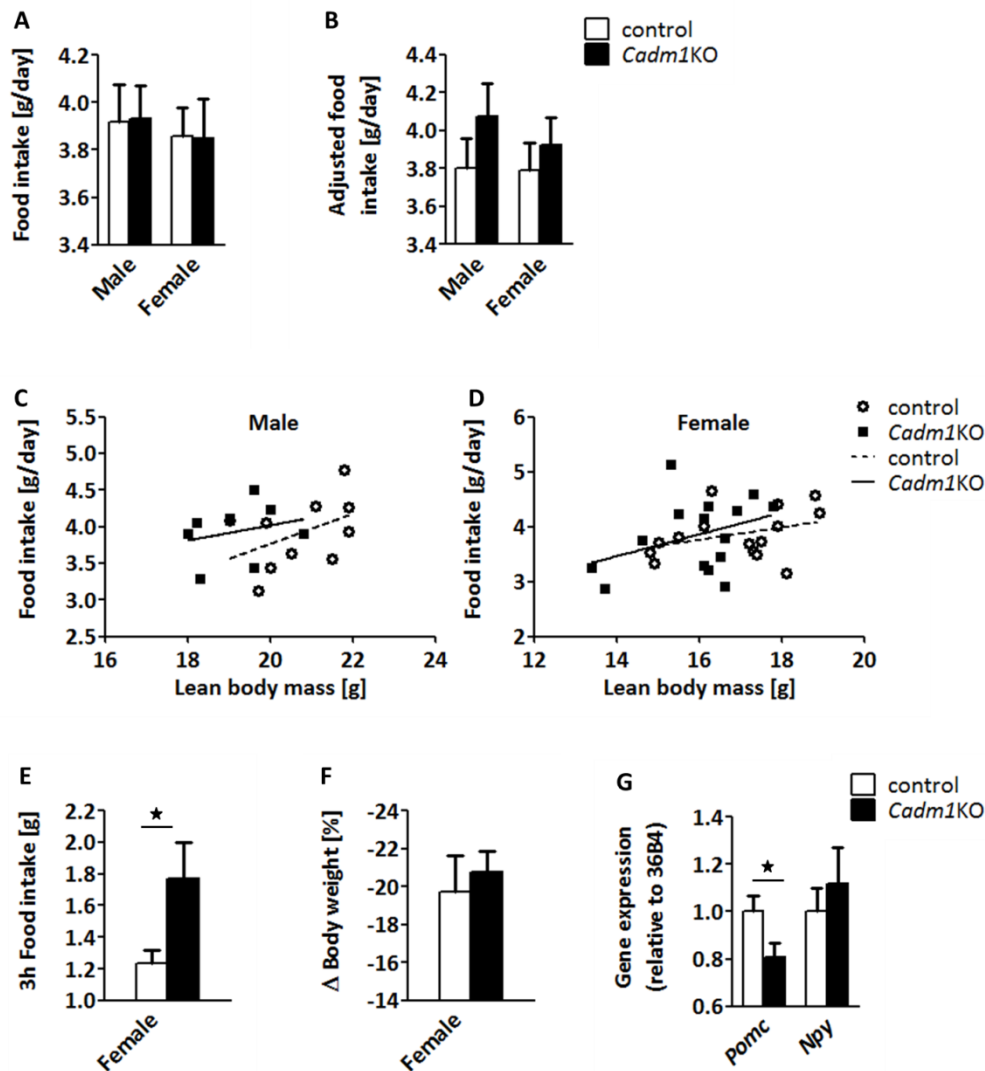 A
Food intake [g/day]
4.2
4.0
3.8
3.6
3.4
Male
Female
B
Adjusted food
intake [g/day]
4.4
4.2
4.0
3.8
3.6
3.4
Male
Female
control
Cadm1KO
C
Male
Food intake [g/day]
5.5
5.0
4.5
4.0
3.5
3.0
2.5
16
18
20
22
24
Lean body mass [g]
D
Female
Food intake [g/day]
6
5
4
3
2
12
14
16
18
20
Lean body mass [g]
control
Cadm1KO
control
Cadm1KO
E
3h Food intake [g]
2.2
2.0
1.8
1.6
1.4
1.2
1.0
Female
F
Δ Body weight [%]
-24
-22
-20
-18
-16
-14
Female
G
Gene expression
(relative to 36B4)
1.4
1.2
1.0
0.8
0.6
Pomc
Npy
control
Cadm1KO